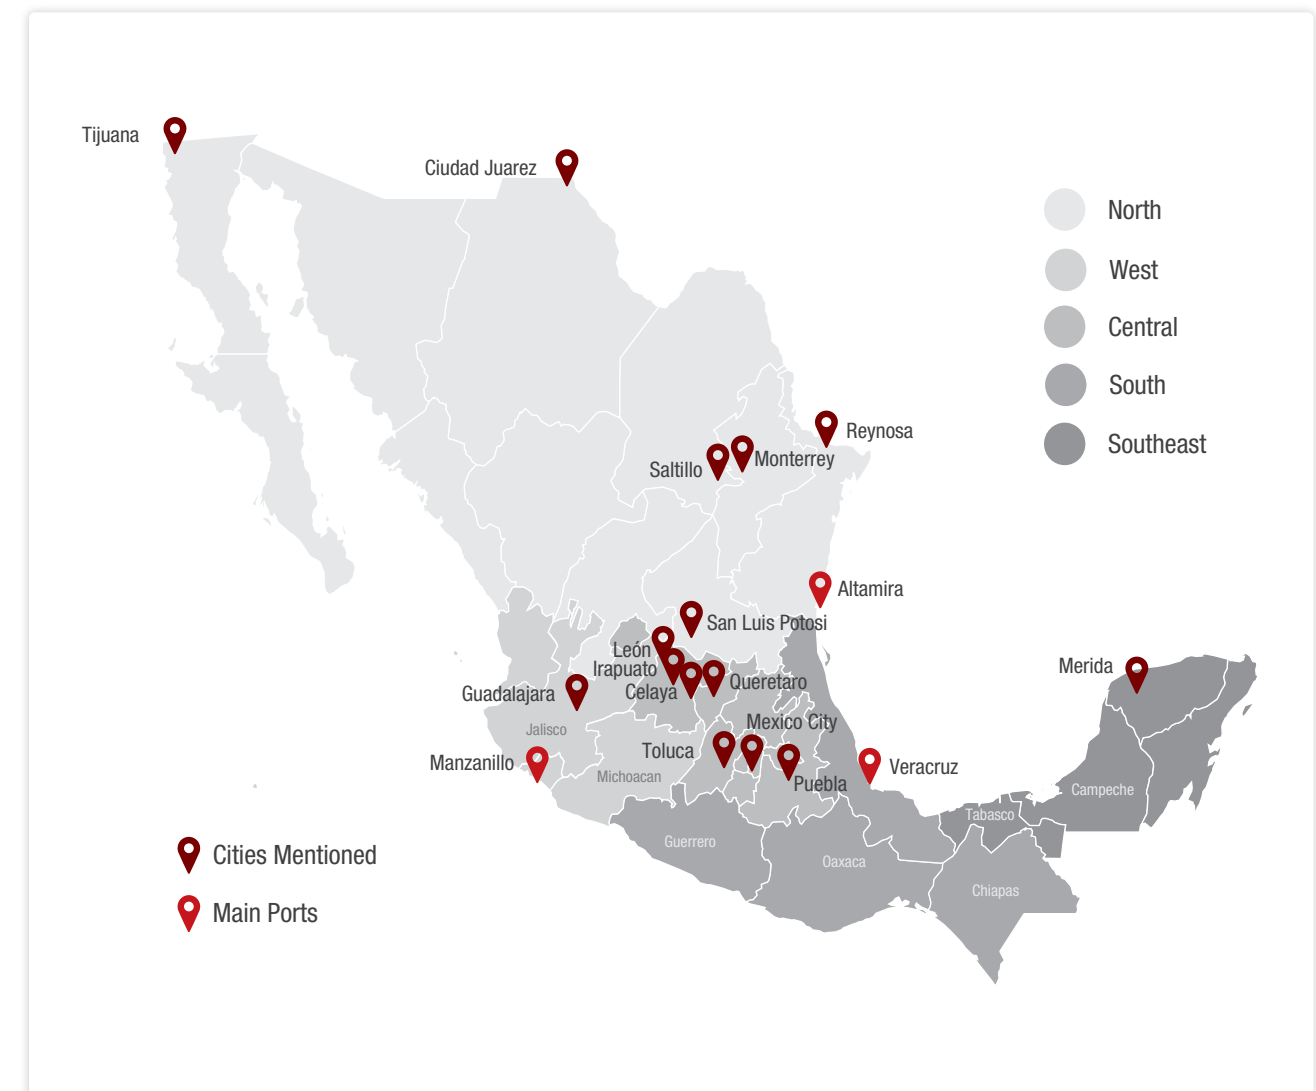 Tijuana
Ciudad Juarez
North
West
Central
South
Southeast
Reynosa
Monterrey
Saltillo
Altamira
San Luis Potosi
León
Irapuato
Celaya
Queretaro
Guadalajara
Merida
Jalisco
Mexico City
Toluca
Manzanillo
Michoacan
Puebla
Veracruz
Campeche
Tabasco
Guerrero
Oaxaca
Chiapas
Cities Mentioned
Main Ports